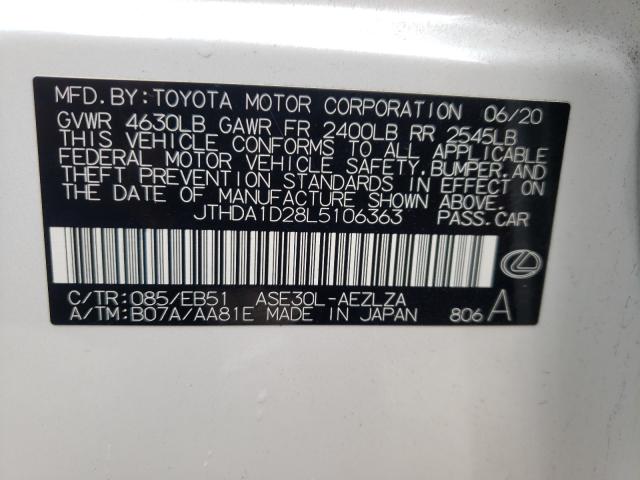 MFD.BY:TOYOTA MOTOR CORPORATION 06/20
GVWR 4630LB GAWR FR 2400LB RR 2545LB
THIS VEHICLE CONFORMS TO ALL APPLICABLE
FEDERAL MOTOR VEHICLE SAFETY,BUMPER,AND
THEFT PREVENTION STANDARDS IN EFFECT ON
THE DATE OF MANUFACTURE SHOWN ABOVE.
JTHDA1D28L5106363 PASS.CAR
C/TR:085/EB51 ASE30L-AEZLZA
A/TM:B07A/AA81E MADE IN JAPAN 806 A